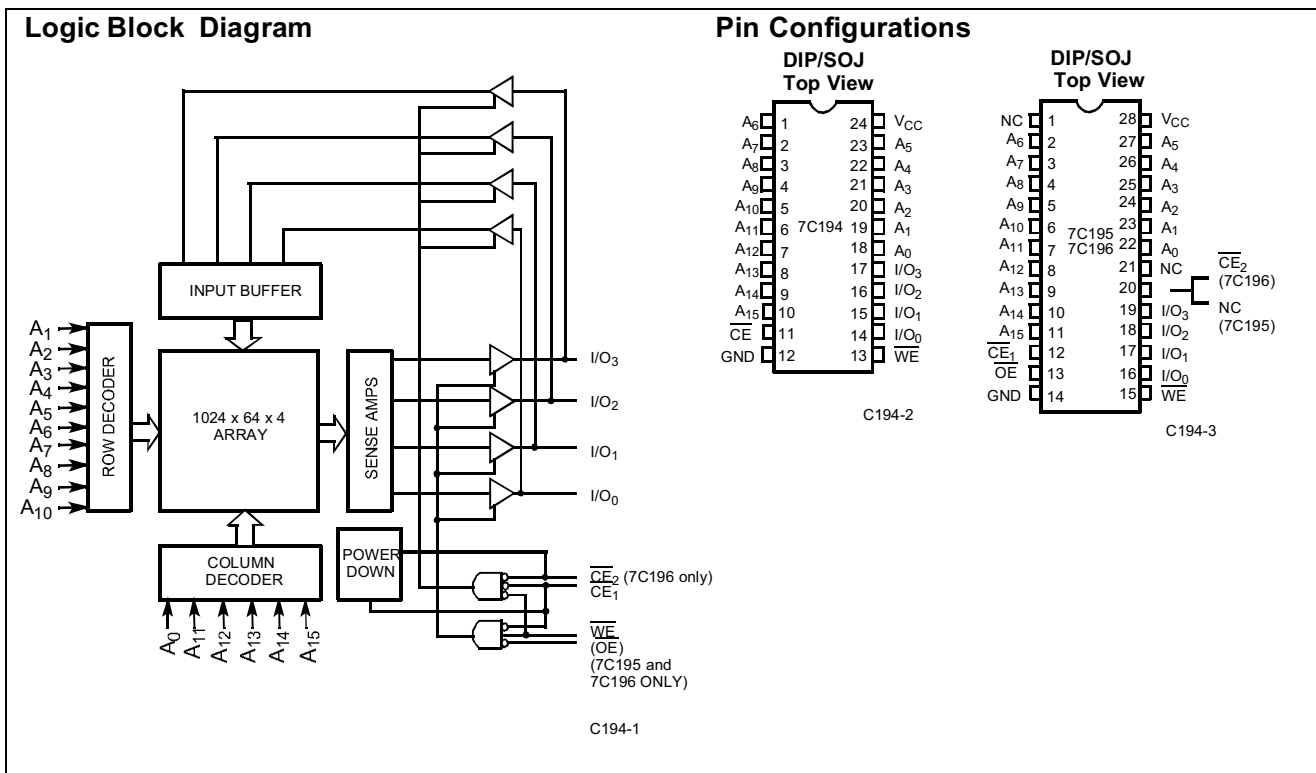 Logic Block Diagram
INPUT BUFFER
A1
A2
A3
A4
A5
A6
A7
A8
A9
A10
ROW DECODER
1024 x 64 x 4
ARRAY
SENSE AMPS
I/O3
I/O2
I/O1
I/O0
COLUMN
DECODER
POWER
DOWN
A0
A11
A12
A13
A14
A15
CE2 (7C196 only)
CE1
WE
(OE)
(7C195 and
7C196 ONLY)
C194-1
Pin Configurations
DIP/SOJ
Top View
A6 1 24 VCC
A7 2 23 A5
A8 3 22 A4
A9 4 21 A3
A10 5 20 A2
A11 6 7C194 19 A1
A12 7 18 A0
A13 8 17 I/O3
A14 9 16 I/O2
A15 10 15 I/O1
CE 11 14 I/O0
GND 12 13 WE
C194-2
DIP/SOJ
Top View
NC 1 28 VCC
A6 2 27 A5
A7 3 26 A4
A8 4 25 A3
A9 5 24 A2
A10 6 7C195 23 A1
A11 7 7C196 22 A0
A12 8 21 NC
A13 9 20
A14 10 19 I/O3
A15 11 18 I/O2
CE1 12 17 I/O1
OE 13 16 I/O0
GND 14 15 WE
CE2
(7C196)
NC
(7C195)
C194-3